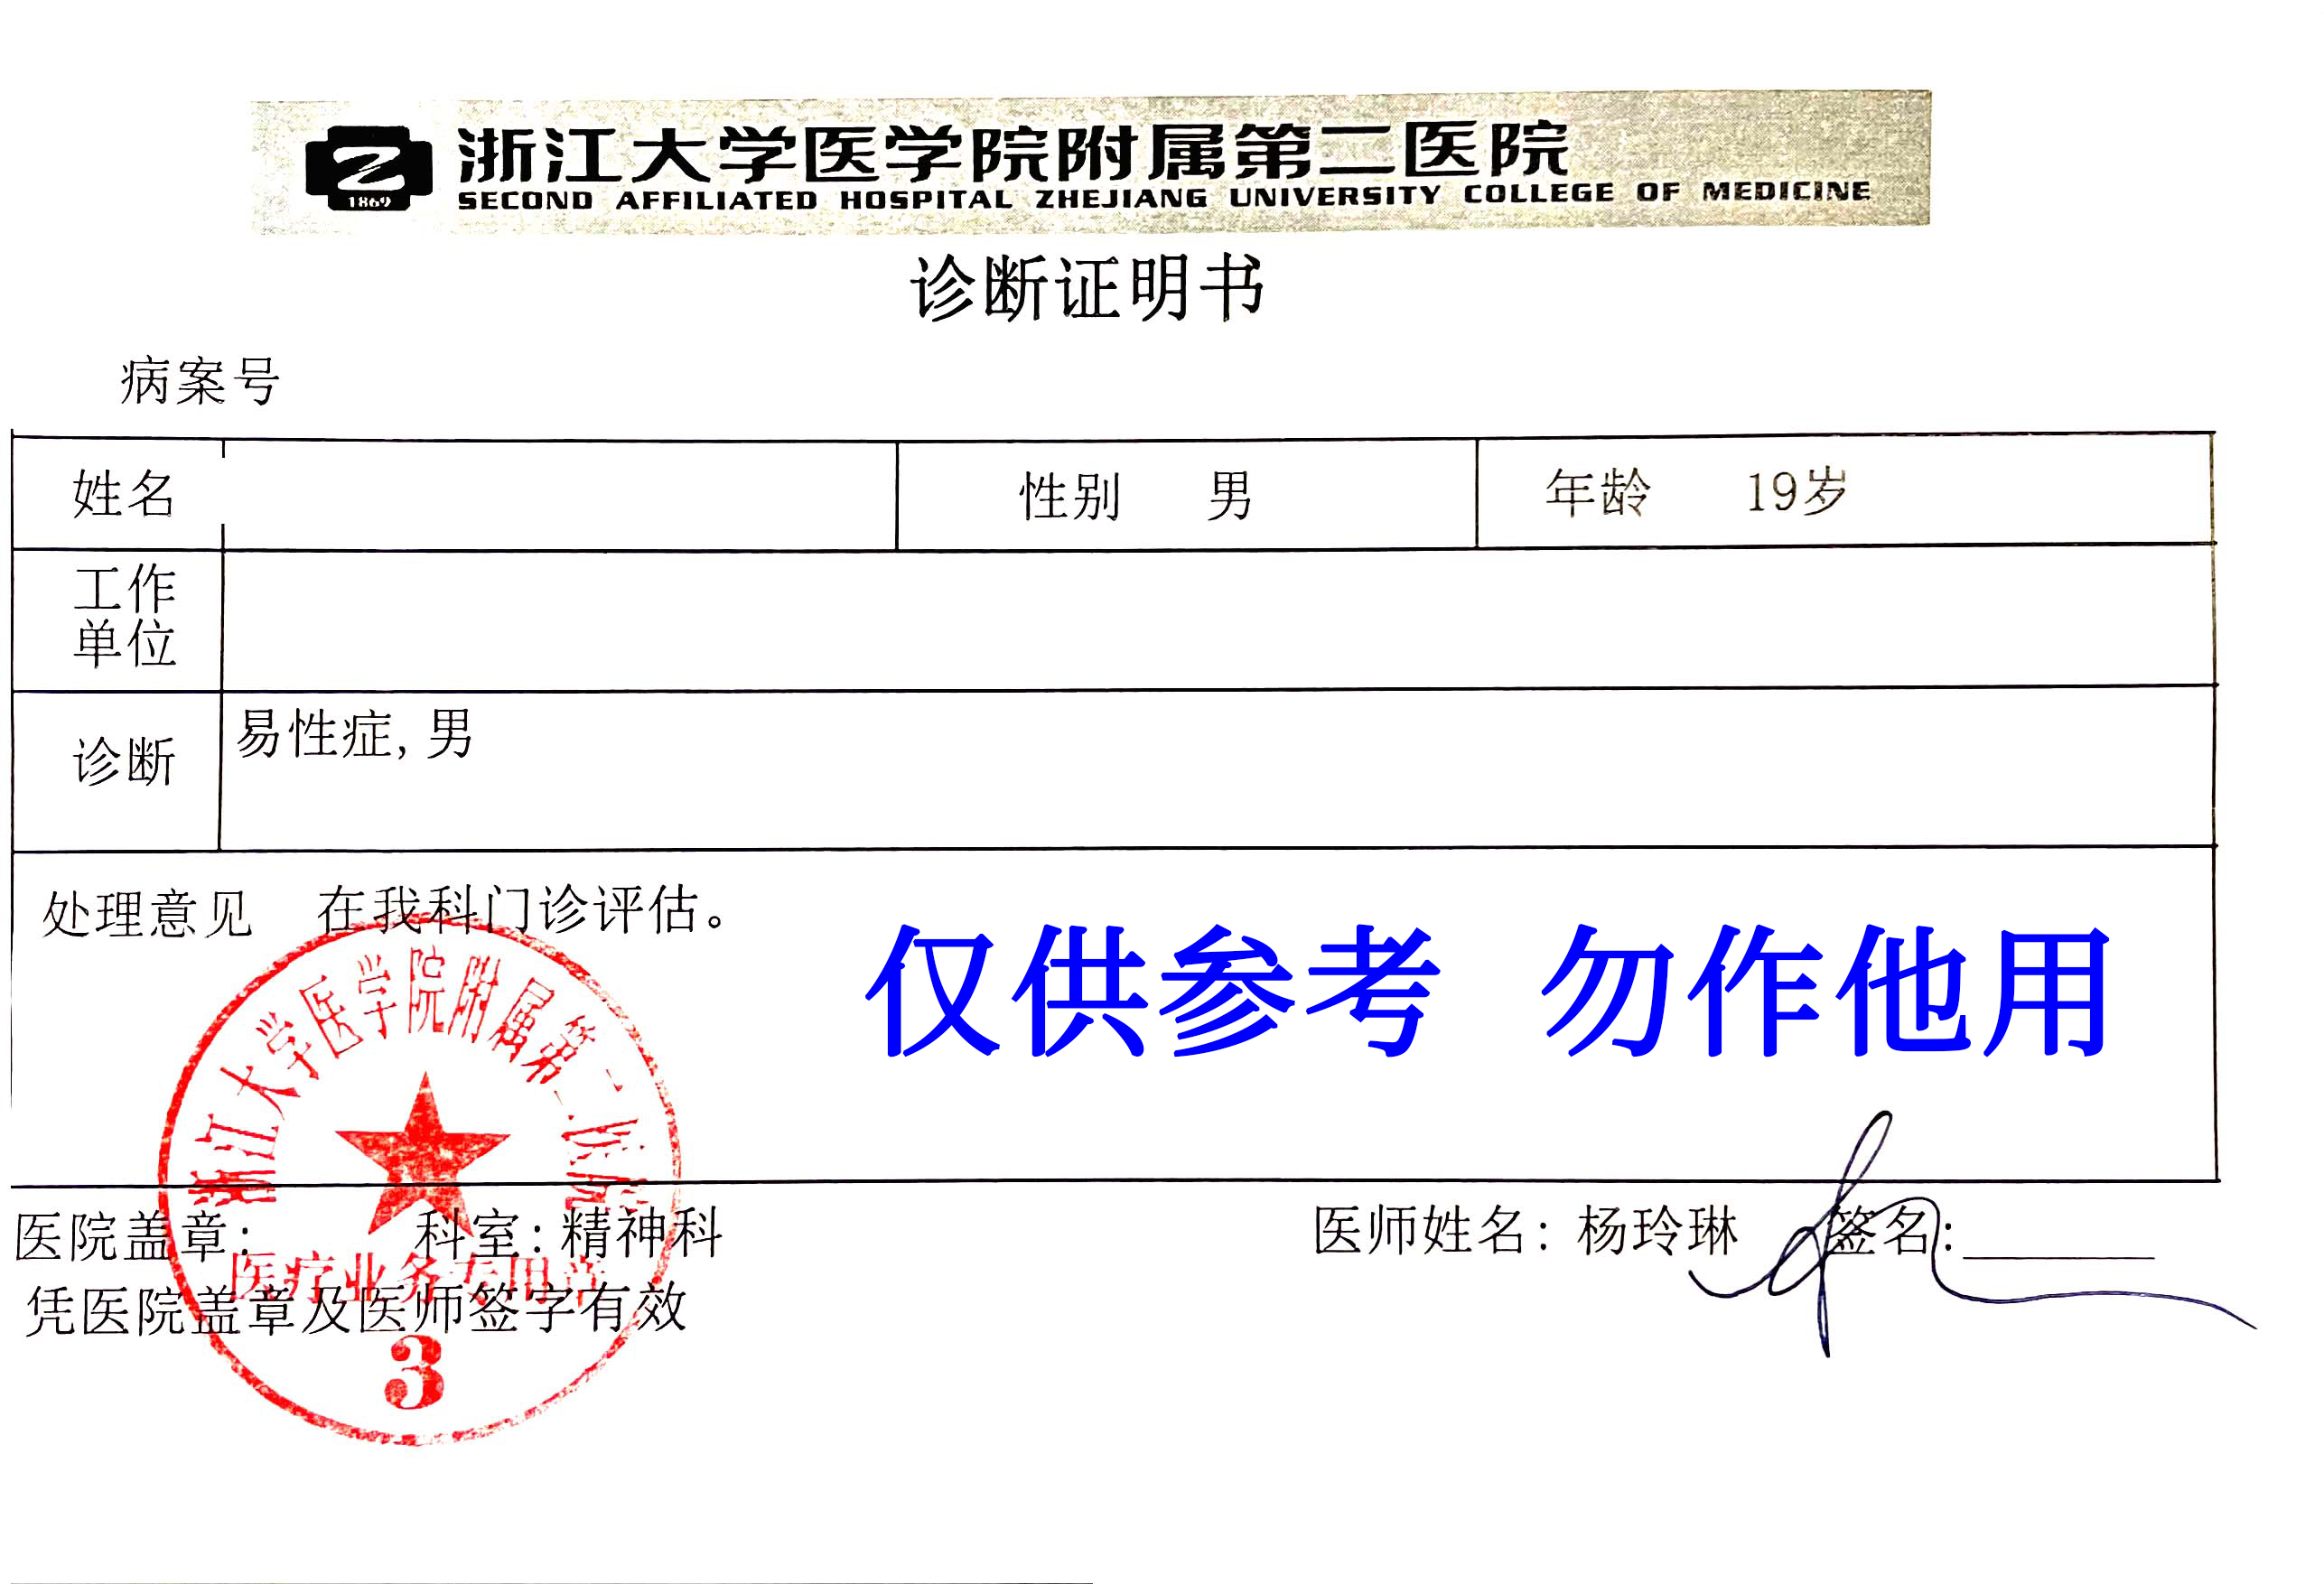 浙江大学医学院附属第二医院
SECOND AFFILIATED HOSPITAL ZHEJIANG UNIVERSITY COLLEGE OF MEDICINE
1869
诊断证明书
病案号
姓名 性别 男 年龄 19岁
工作
单位
诊断 易性症,男
处理意见 在我科门诊评估。
仅供参考 勿作他用
浙江大学医学院附属第二医院
医院盖章: 科室:精神科 医师姓名:杨玲琳 签名:
医疗业务专用章
凭医院盖章及医师签字有效
3